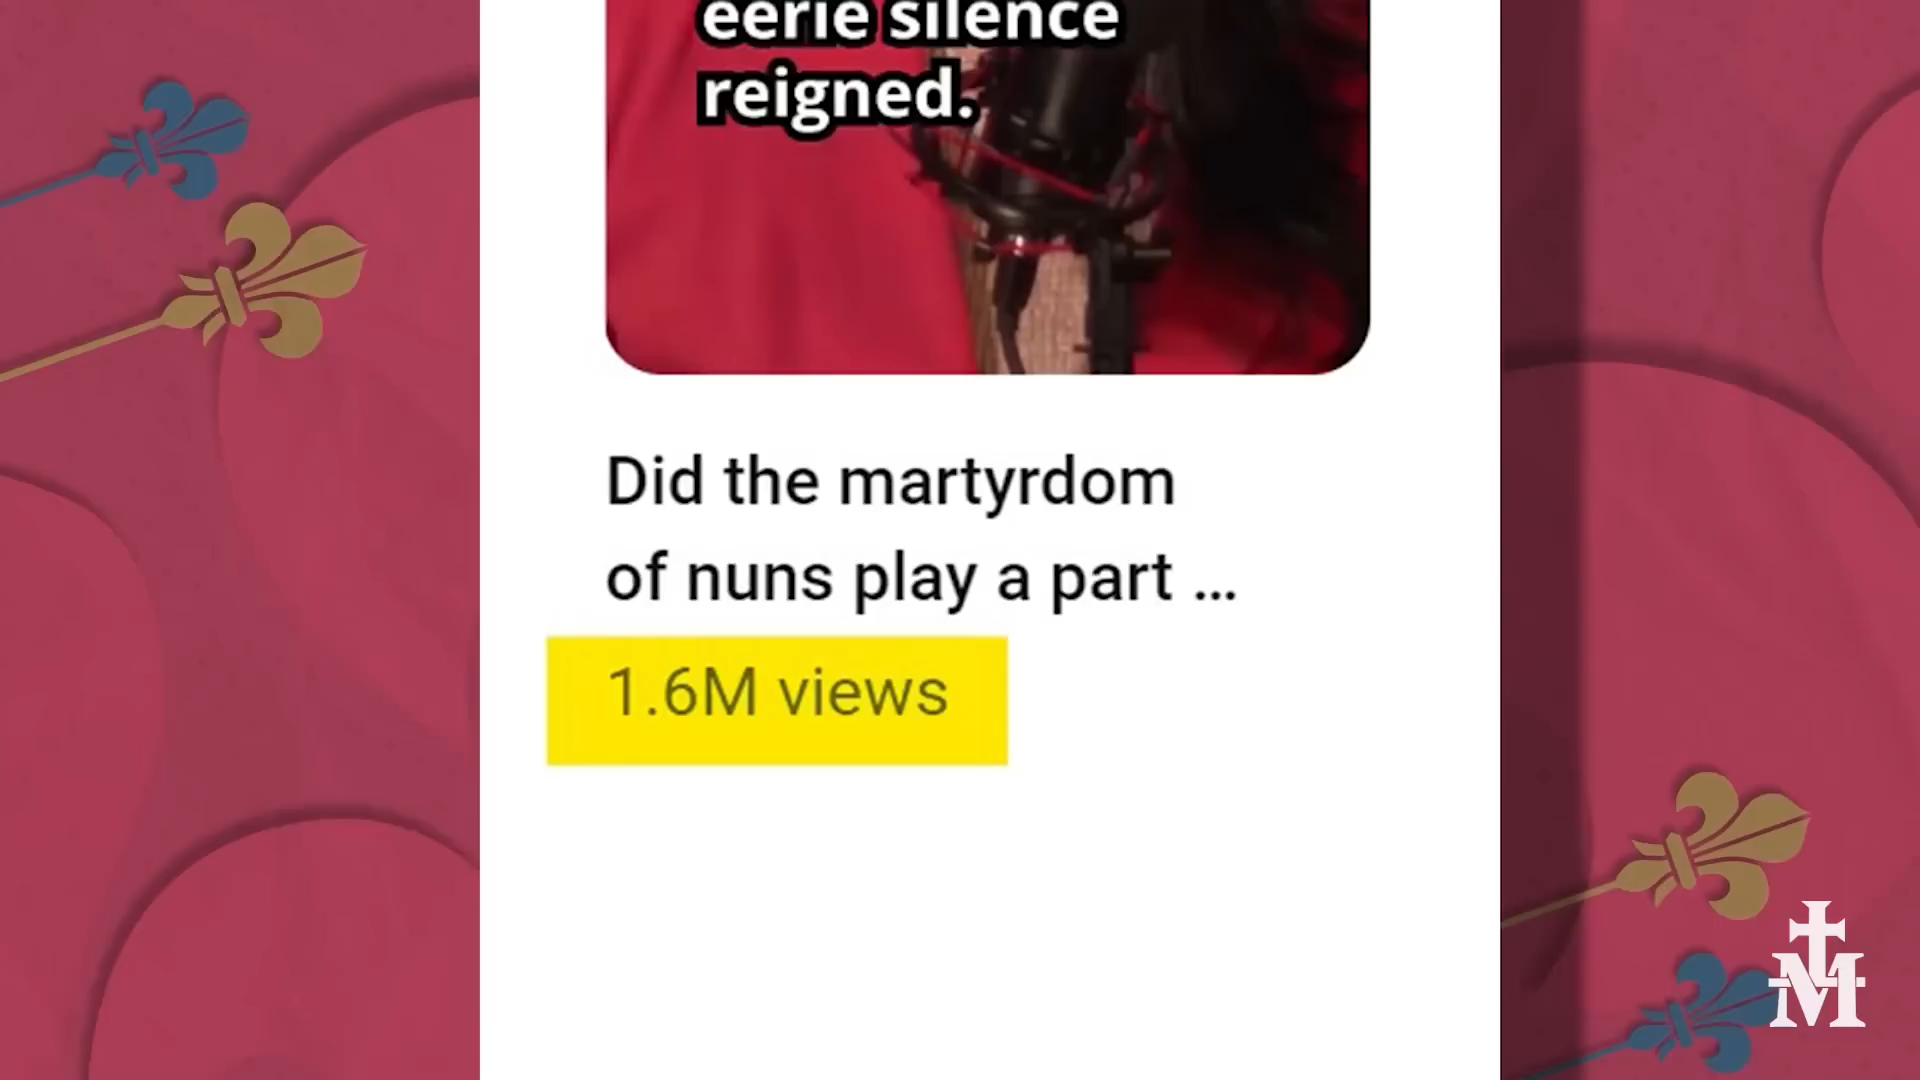 eerie silence
reigned.
Did the martyrdom
of nuns play a part ...
1.6M views